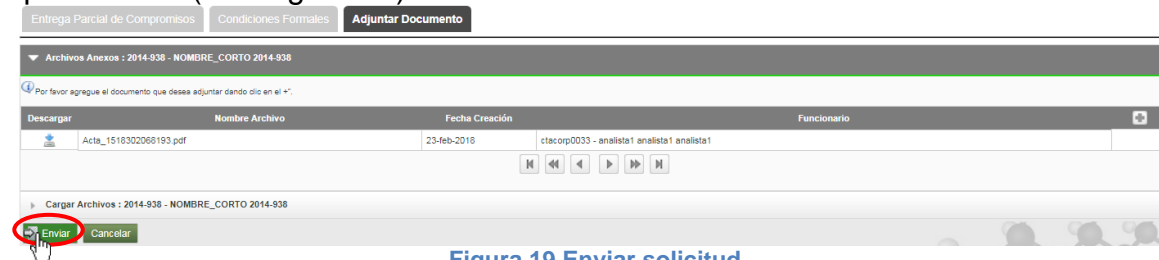 Entrega Parcial de Compromisos Condiciones Formales Adjuntar Documento
Archivos Anexos : 2014-938 - NOMBRE_CORTO 2014-938
Por favor agregue el documento que desea adjuntar dando clic en el +".
Descargar Nombre Archivo Fecha Creación Funcionario
Acta_1518302068193.pdf 23-feb-2018 ctacorp0033 - analista1 analista1 analista1
Cargar Archivos : 2014-938 - NOMBRE_CORTO 2014-938
Enviar Cancelar
Figura 19 Enviar solicitud